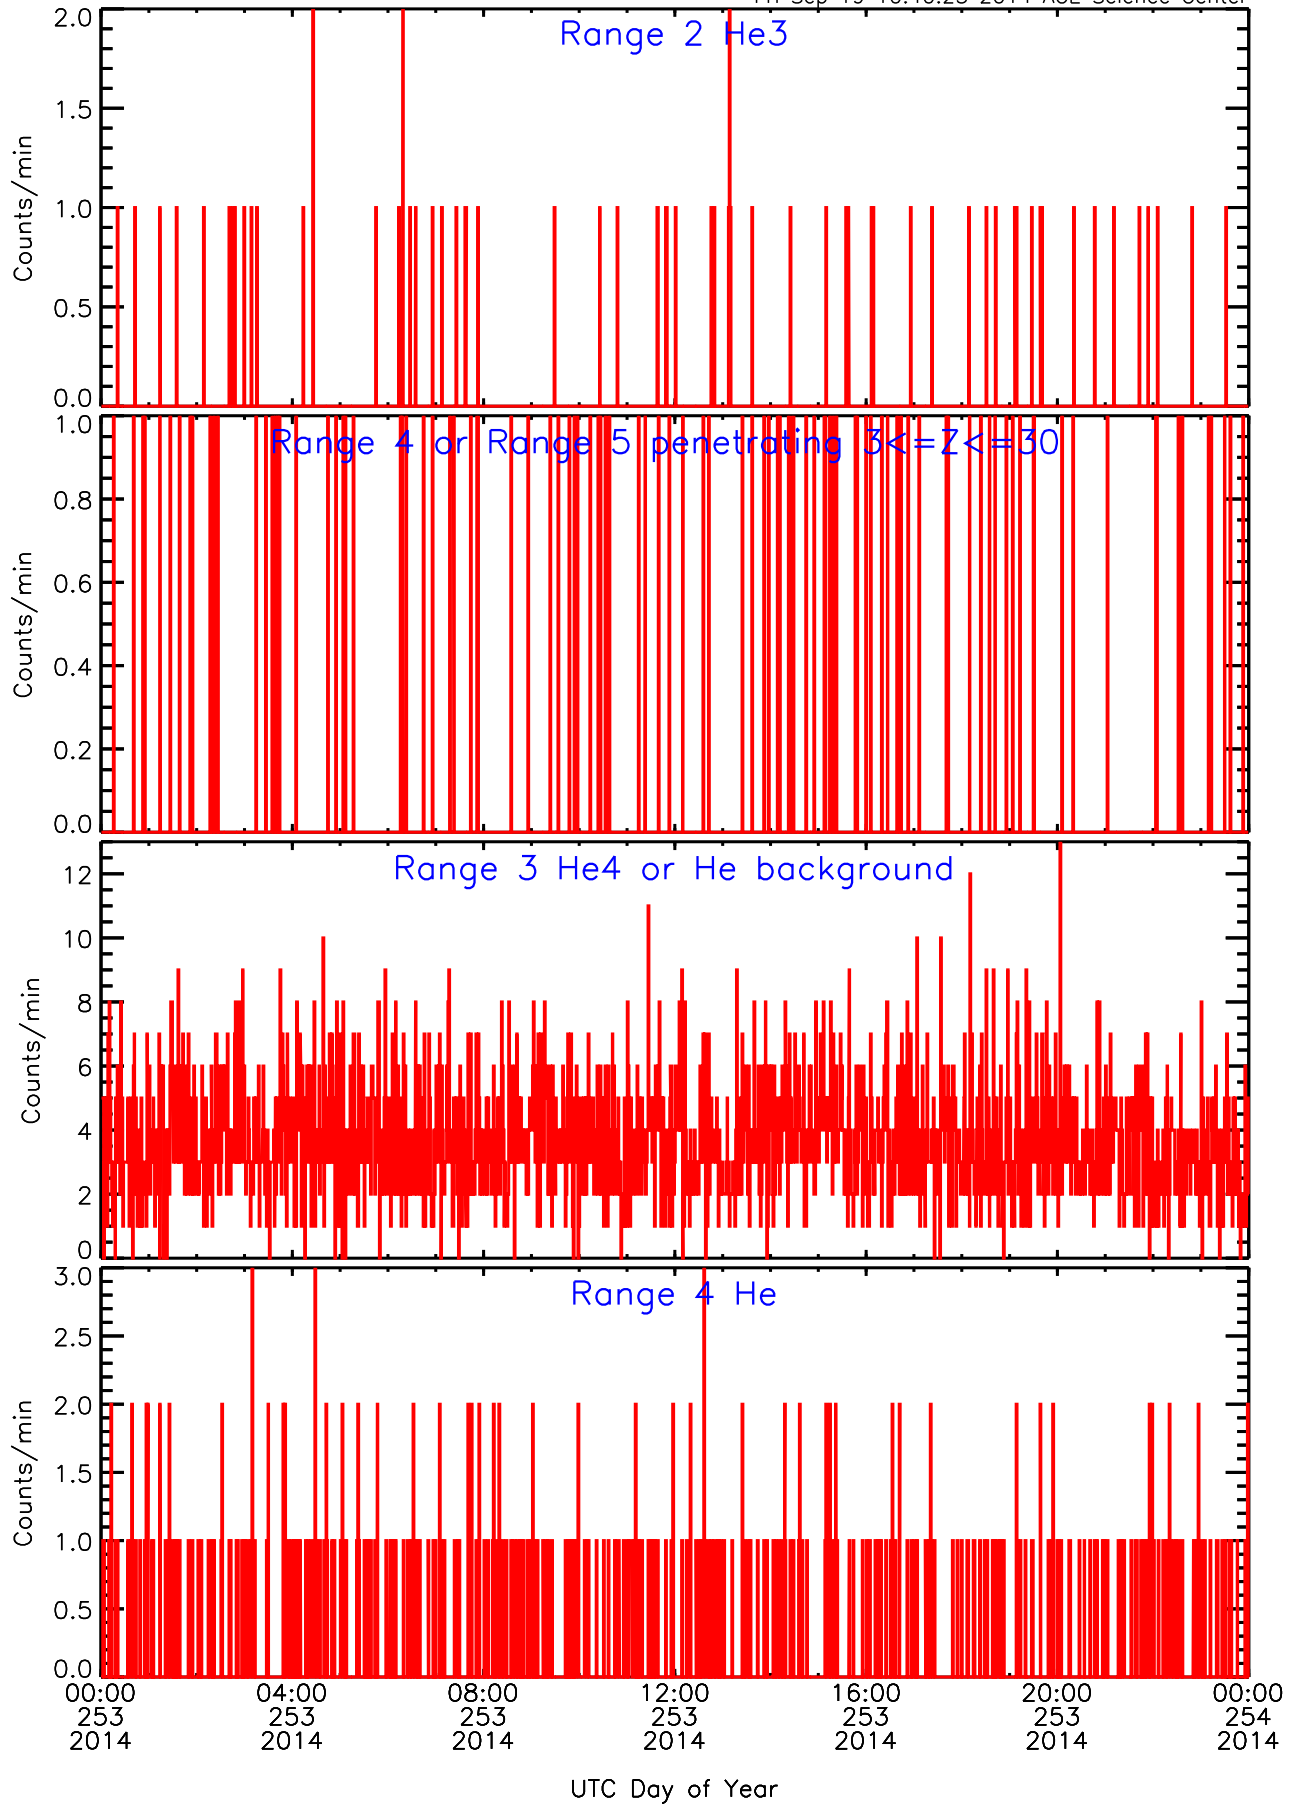 2014 ACE Science Center
Range 2 He3
2.0
1.5
1.0
0.5
0.0
Counts/min
Range 4 or Range 5 penetrating 3<=Z<=30
1.0
0.8
0.6
0.4
0.2
0.0
Counts/min
Range 3 He4 or He background
12
10
8
6
4
2
0
Counts/min
Range 4 He
3.0
2.5
2.0
1.5
1.0
0.5
0.0
Counts/min
00:00 04:00 08:00 12:00 16:00 20:00 00:00
253 253 253 253 253 253 254
2014 2014 2014 2014 2014 2014 2014
UTC Day of Year